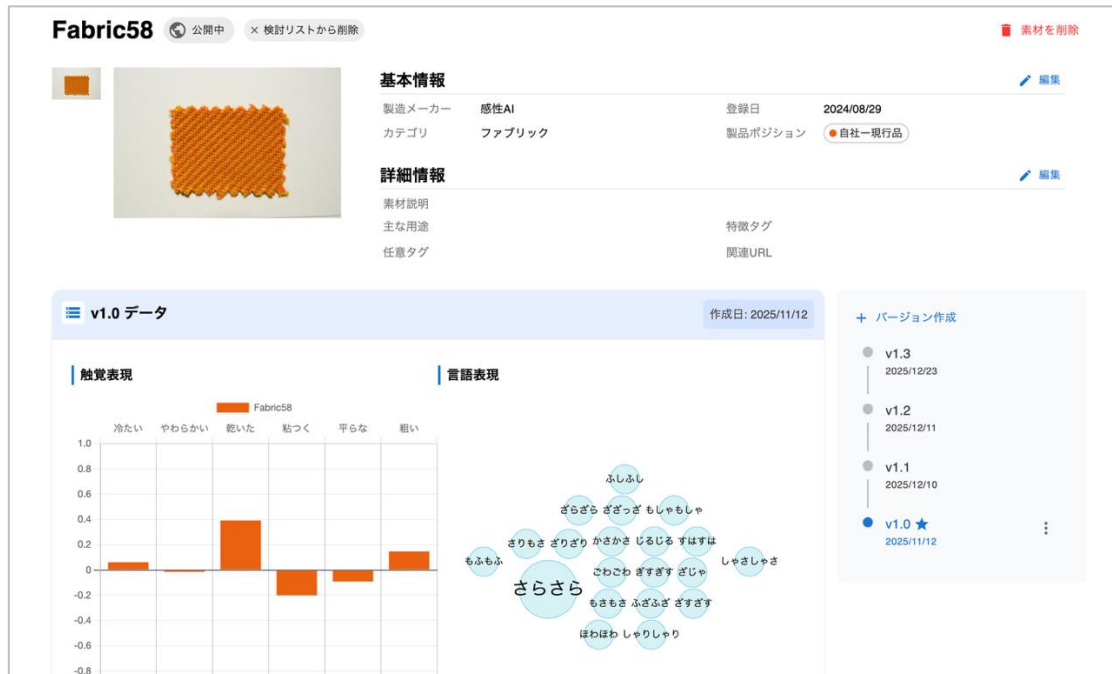 Fabric58 公開中 × 検討リストから削除 素材を削除
基本情報 編集
製造メーカー 感性AI 登録日 2024/08/29
カテゴリ ファブリック 製品ポジション 自社ー現行品
詳細情報 編集
素材説明
主な用途 特徴タグ
任意タグ 関連URL
v1.0 データ 作成日: 2025/11/12
触覚表現
Fabric58
冷たい やわらかい 乾いた 粘つく 平らな 粗い
1.0
0.8
0.6
0.4
0.2
0
-0.2
-0.4
-0.6
-0.8
言語表現
ふしふし
ざらざら ざざっざ もしゃもしゃ
さりもさ ざりざり かさかさ じるじる すはすは
もふもふ しゃさしゃさ
さらさら ごわごわ ぎすぎす ざじゃ
もさもさ ふざふざ ざすざす
ほわほわ しゃりしゃり
+ バージョン作成
v1.3
2025/12/23
v1.2
2025/12/11
v1.1
2025/12/10
v1.0 ★
2025/11/12